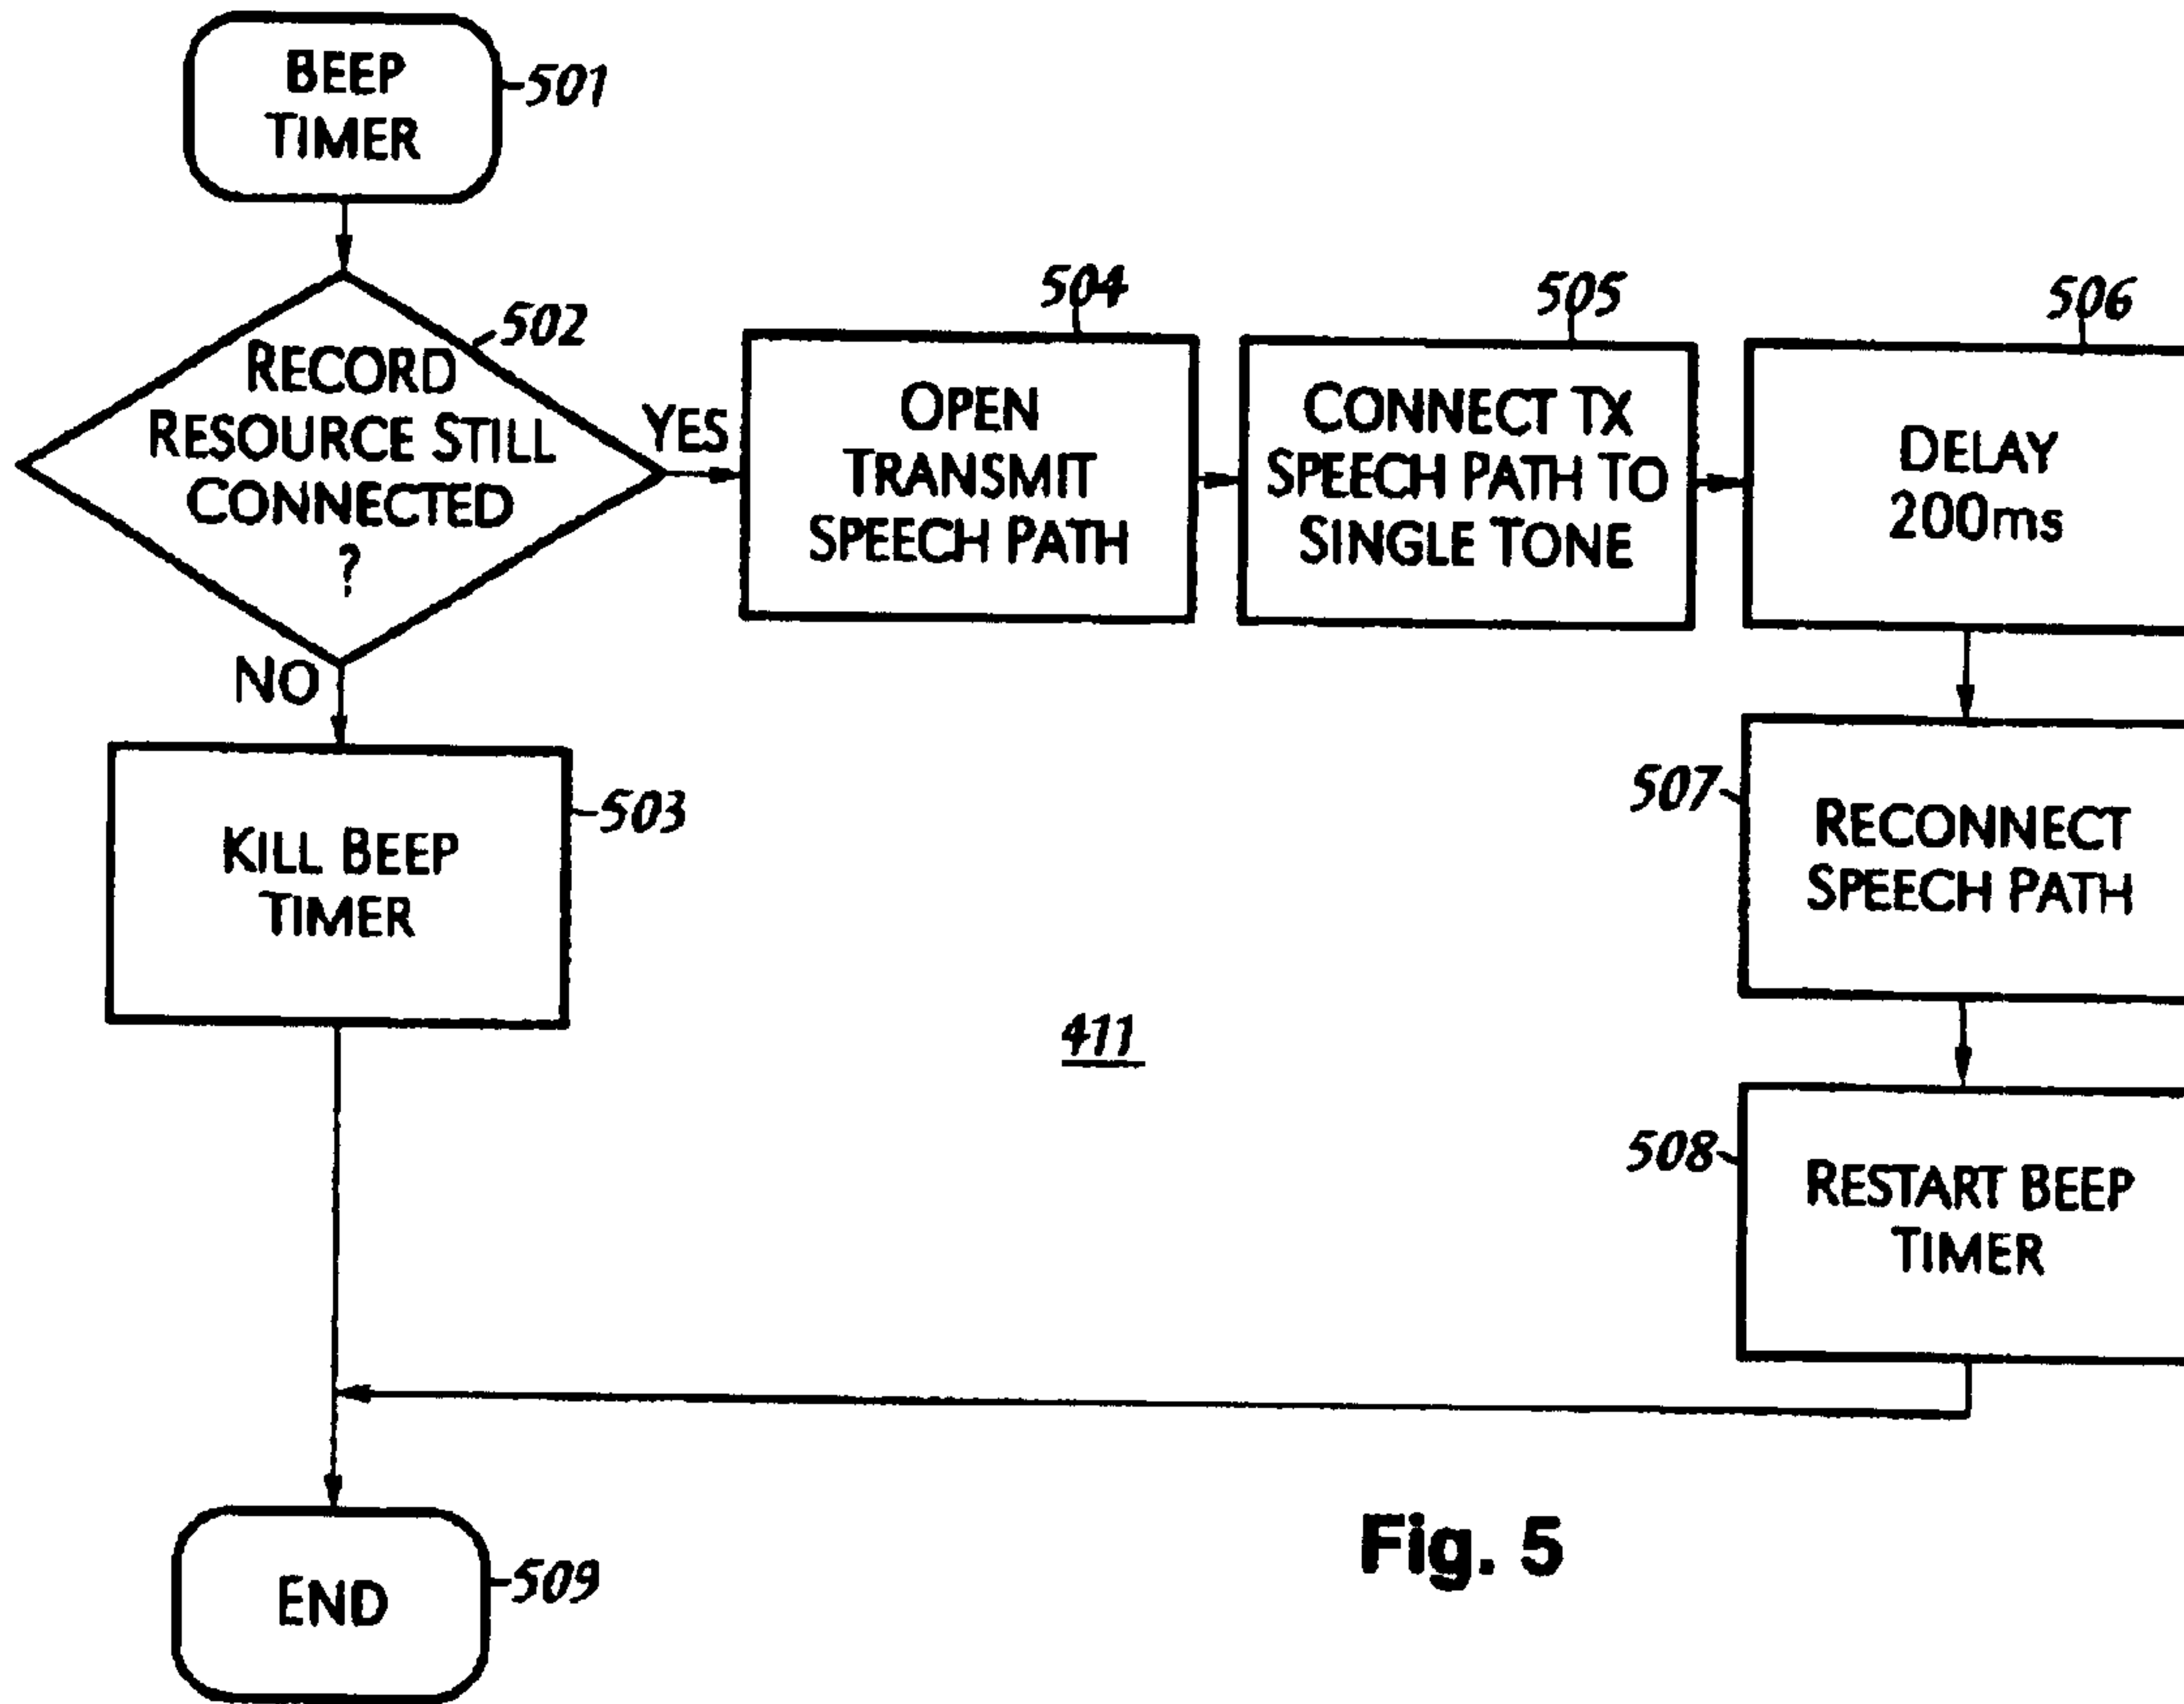 BEEP
TIMER
501
RECORD
RESOURCE STILL
CONNECTED
?
502
YES
NO
504
OPEN
TRANSMIT
SPEECH PATH
505
CONNECT TX
SPEECH PATH TO
SINGLE TONE
506
DELAY
200ms
KILL BEEP
TIMER
503
507
RECONNECT
SPEECH PATH
411
508
RESTART BEEP
TIMER
END
509
Fig. 5